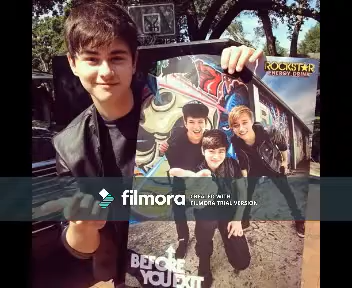 ROCKSTAR
ENERGY DRINK
filmora
CREATED WITH
FILMORA TRIAL VERSION
BEFORE
YOU EXIT